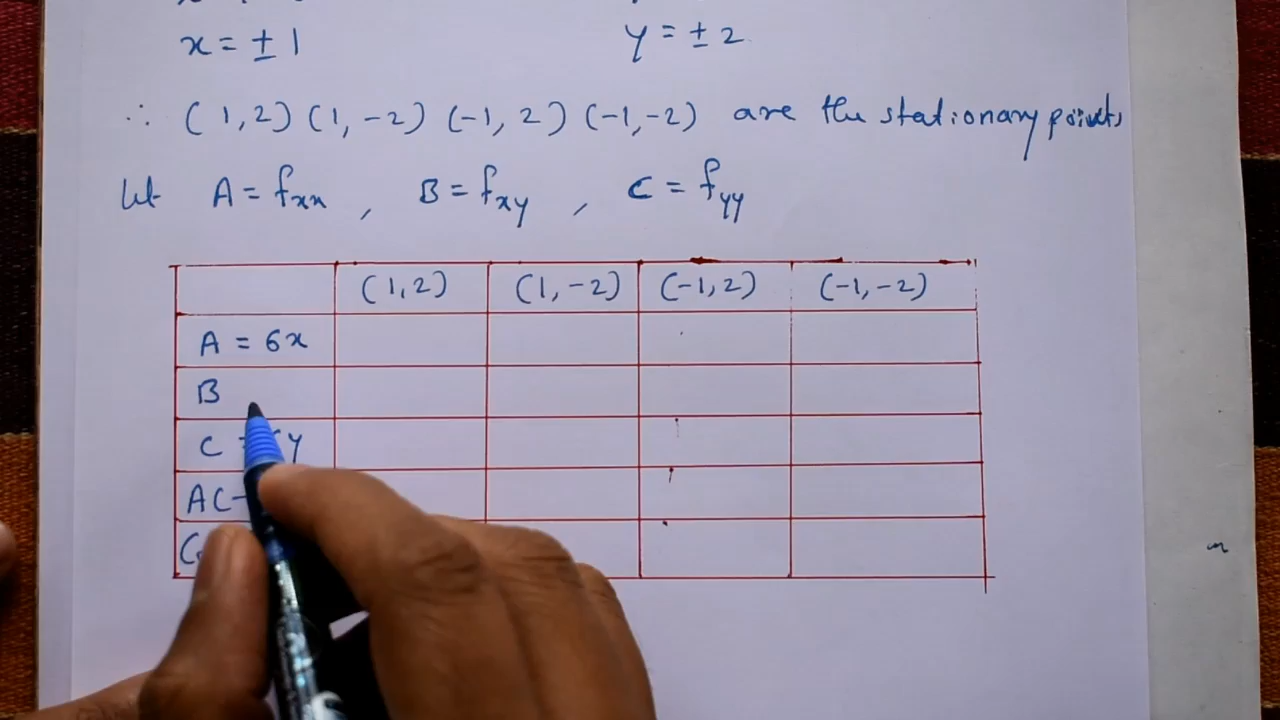 x = ± 1 y = ± 2
∴ (1, 2) (1, -2) (-1, 2) (-1, -2) are the stationary points
let A = fxx , B = fxy , C = fyy
(1, 2) (1, -2) (-1, 2) (-1, -2)
A = 6x
B
C = y
AC-